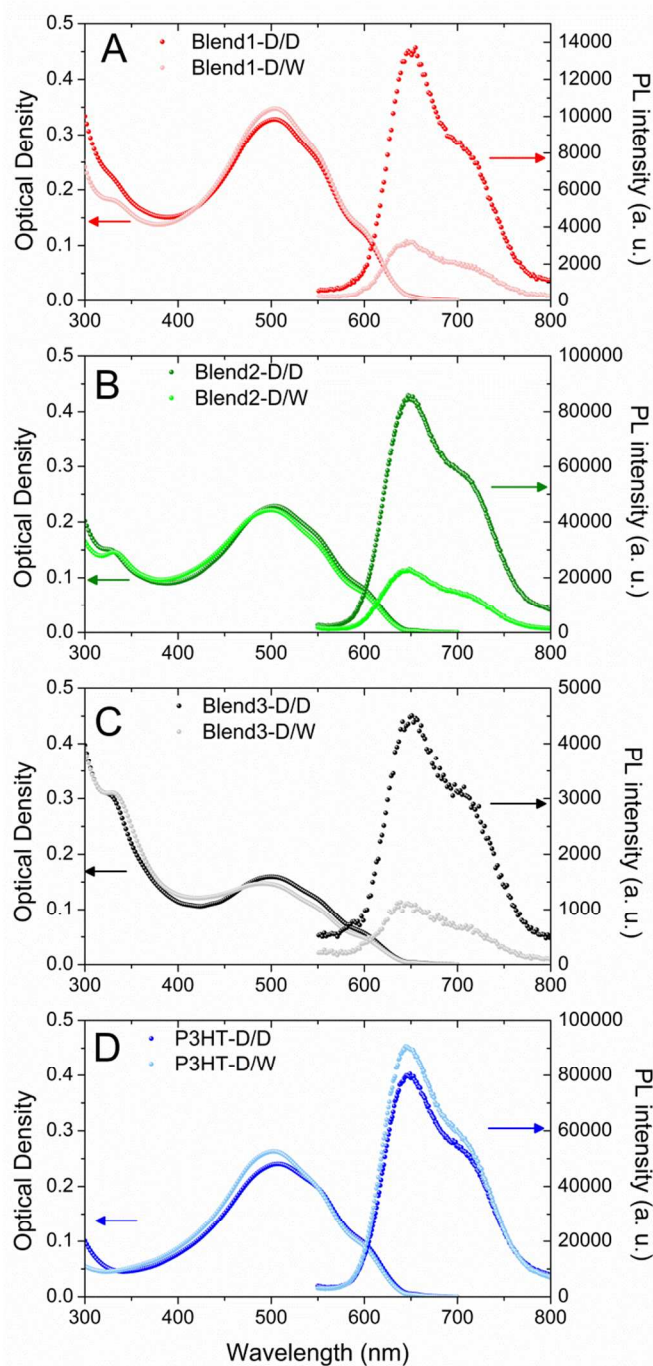 A
Blend1-D/D
Blend1-D/W
Optical Density
PL intensity (a. u.)
0.5
0.4
0.3
0.2
0.1
0.0
14000
12000
10000
8000
6000
4000
2000
0
300 400 500 600 700 800
B
Blend2-D/D
Blend2-D/W
Optical Density
PL intensity (a. u.)
0.5
0.4
0.3
0.2
0.1
0.0
100000
80000
60000
40000
20000
0
300 400 500 600 700 800
C
Blend3-D/D
Blend3-D/W
Optical Density
PL intensity (a. u.)
0.5
0.4
0.3
0.2
0.1
0.0
5000
4000
3000
2000
1000
0
300 400 500 600 700 800
D
P3HT-D/D
P3HT-D/W
Optical Density
PL intensity (a. u.)
0.5
0.4
0.3
0.2
0.1
0.0
100000
80000
60000
40000
20000
0
300 400 500 600 700 800
Wavelength (nm)